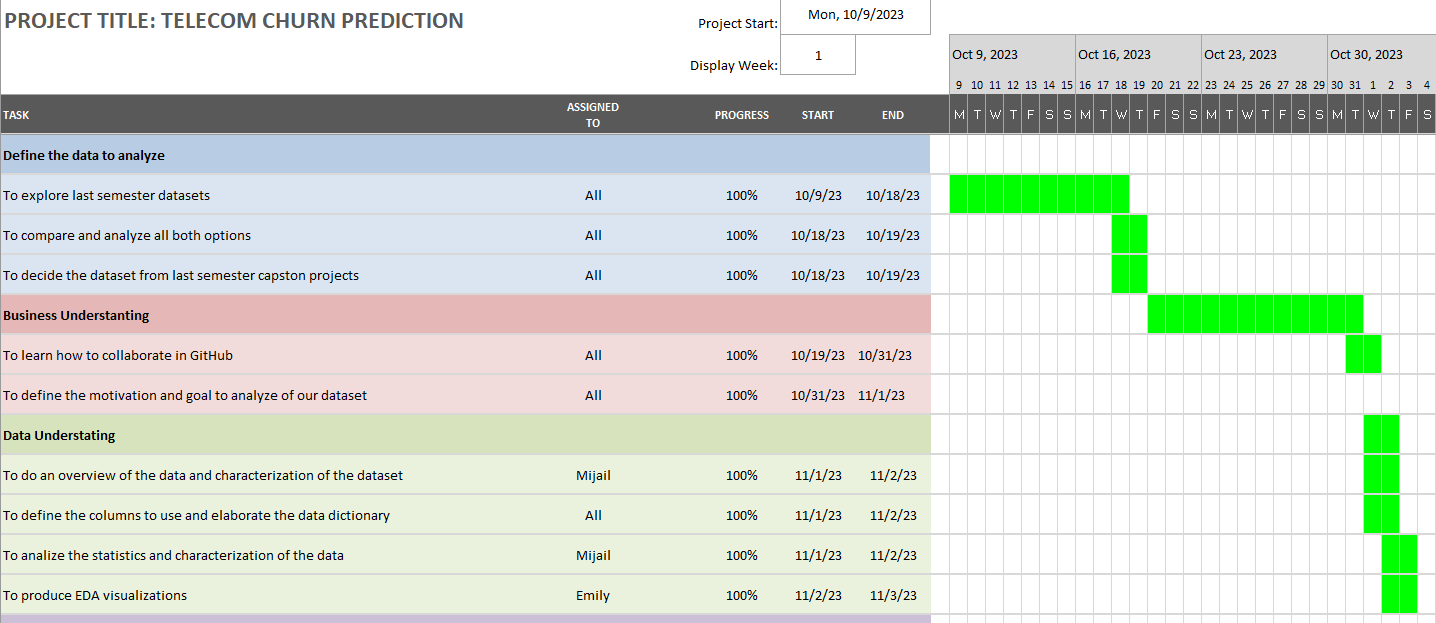 PROJECT TITLE: TELECOM CHURN PREDICTION
Project Start: Mon, 10/9/2023
Display Week: 1
Oct 9, 2023 Oct 16, 2023 Oct 23, 2023 Oct 30, 2023
9 10 11 12 13 14 15 16 17 18 19 20 21 22 23 24 25 26 27 28 29 30 31 1 2 3 4
TASK ASSIGNED TO PROGRESS START END M T W T F S S M T W T F S S M T W T F S S M T W T F S
Define the data to analyze
To explore last semester datasets All 100% 10/9/23 10/18/23
To compare and analyze all both options All 100% 10/18/23 10/19/23
To decide the dataset from last semester capston projects All 100% 10/18/23 10/19/23
Business Understanting
To learn how to collaborate in GitHub All 100% 10/19/23 10/31/23
To define the motivation and goal to analyze of our dataset All 100% 10/31/23 11/1/23
Data Understating
To do an overview of the data and characterization of the dataset Mijail 100% 11/1/23 11/2/23
To define the columns to use and elaborate the data dictionary All 100% 11/1/23 11/2/23
To analize the statistics and characterization of the data Mijail 100% 11/1/23 11/2/23
To produce EDA visualizations Emily 100% 11/2/23 11/3/23